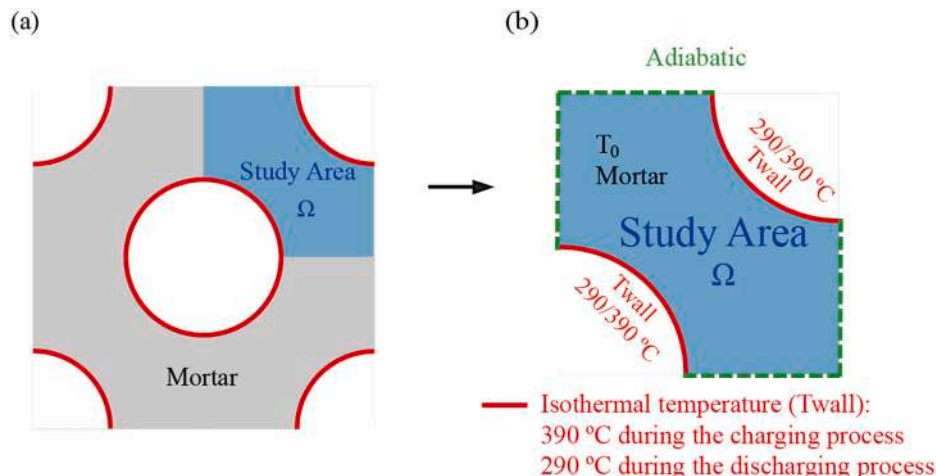 (a)
Study Area
Ω
Mortar
(b)
Adiabatic
T₀
Mortar
290/390 ºC
Twall
Study Area
Ω
Twall
290/390 ºC
Isothermal temperature (Twall):
390 ºC during the charging process
290 ºC during the discharging process